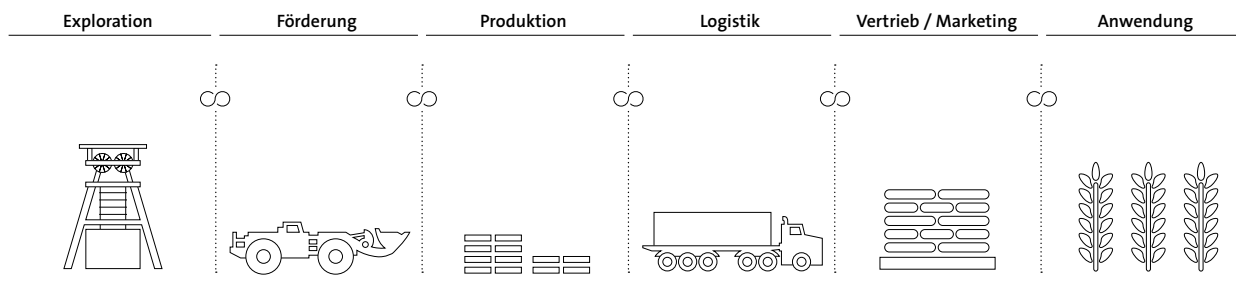 Exploration
Förderung
Produktion
Logistik
Vertrieb / Marketing
Anwendung